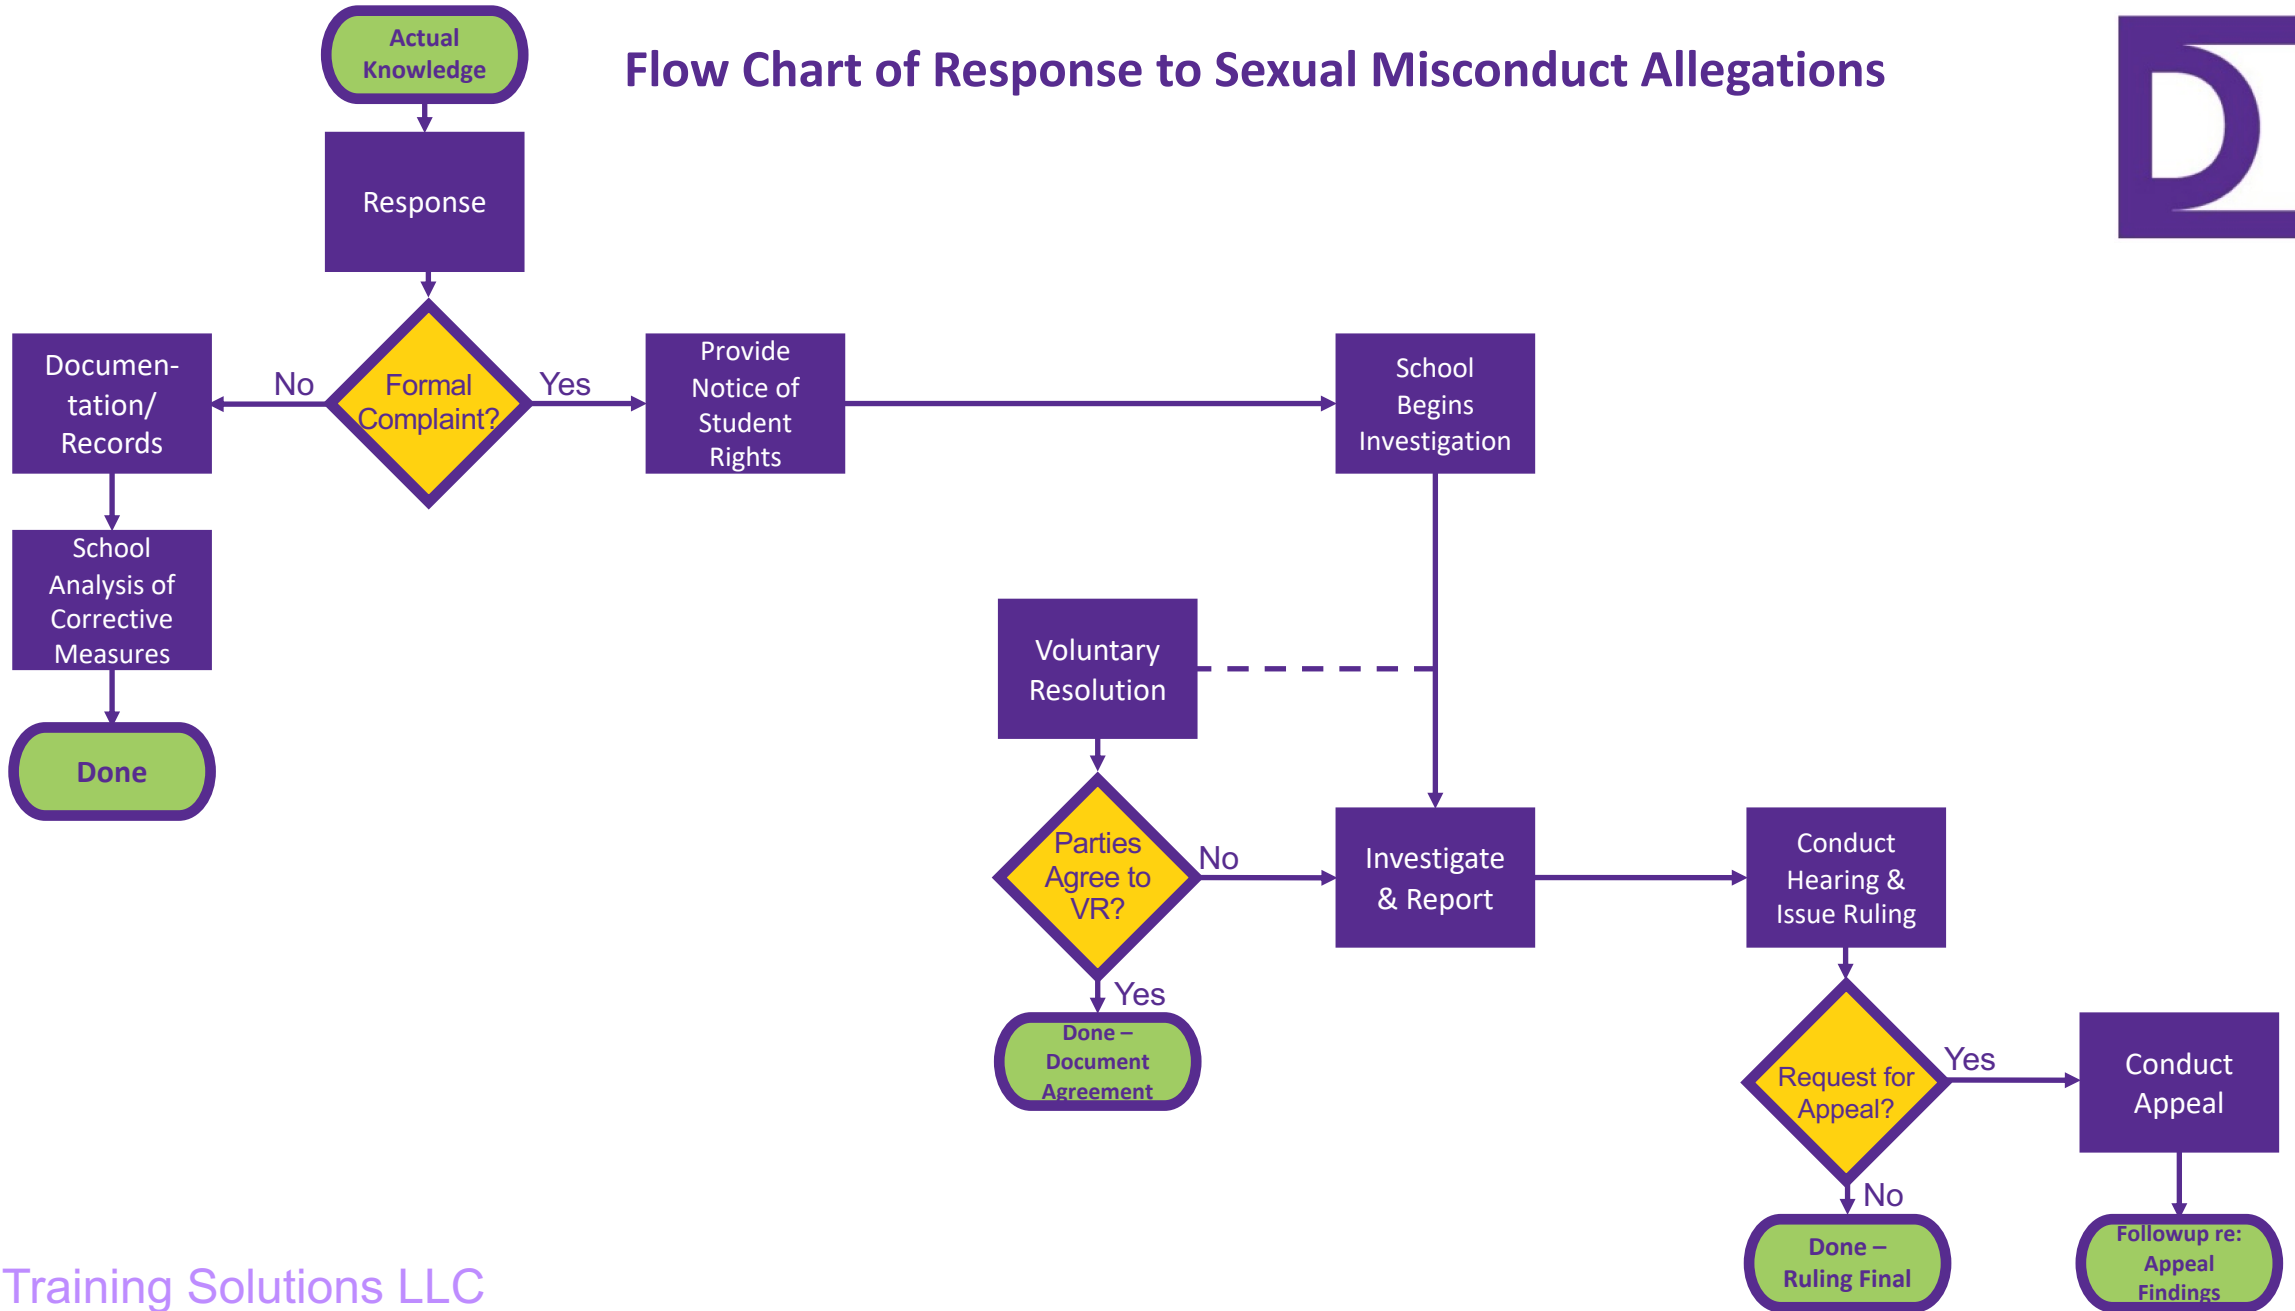 Actual
Knowledge
Flow Chart of Response to Sexual Misconduct Allegations
D
Response
Documen-
tation/
Records
No
Formal
Complaint?
Yes
Provide
Notice of
Student
Rights
School
Begins
Investigation
School
Analysis of
Corrective
Measures
Done
Voluntary
Resolution
Parties
Agree to
VR?
No
Investigate
& Report
Conduct
Hearing &
Issue Ruling
Yes
Done –
Document
Agreement
Request for
Appeal?
Yes
Conduct
Appeal
No
Done –
Ruling Final
Followup re:
Appeal
Findings
Training Solutions LLC